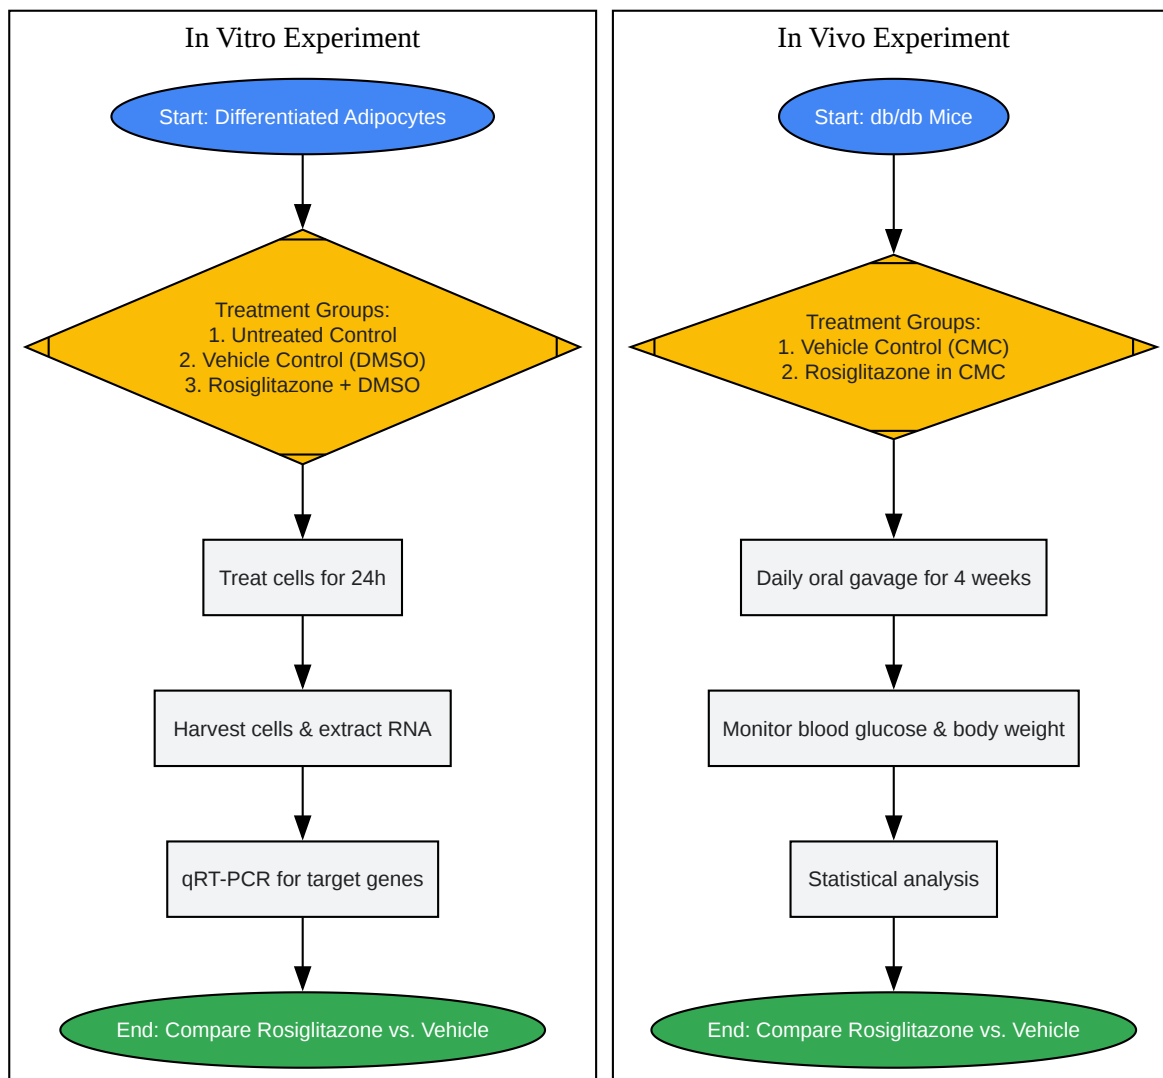 In Vitro Experiment
Start: Differentiated Adipocytes
Treatment Groups:
1. Untreated Control
2. Vehicle Control (DMSO)
3. Rosiglitazone + DMSO
Treat cells for 24h
Harvest cells & extract RNA
qRT-PCR for target genes
End: Compare Rosiglitazone vs. Vehicle
In Vivo Experiment
Start: db/db Mice
Treatment Groups:
1. Vehicle Control (CMC)
2. Rosiglitazone in CMC
Daily oral gavage for 4 weeks
Monitor blood glucose & body weight
Statistical analysis
End: Compare Rosiglitazone vs. Vehicle